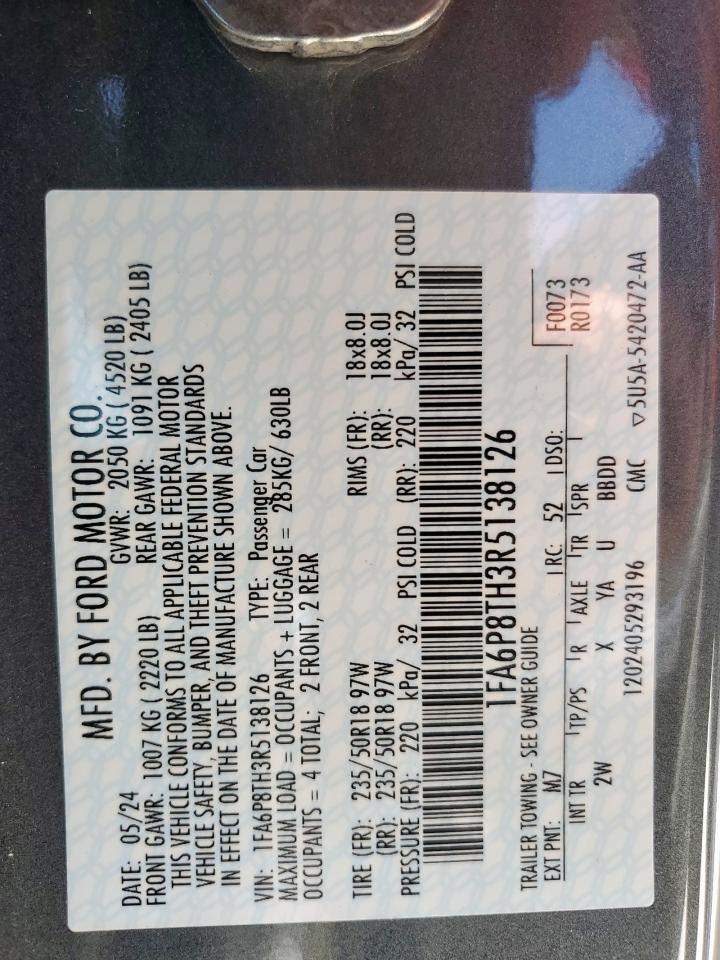 MFD. BY FORD MOTOR CO.
DATE: 05/24 GVWR: 2050 KG ( 4520 LB)
FRONT GAWR: 1007 KG ( 2220 LB) REAR GAWR: 1091 KG ( 2405 LB)
THIS VEHICLE CONFORMS TO ALL APPLICABLE FEDERAL MOTOR
VEHICLE SAFETY, BUMPER, AND THEFT PREVENTION STANDARDS
IN EFFECT ON THE DATE OF MANUFACTURE SHOWN ABOVE.
VIN: 1FA6P8TH3R5138126 TYPE: Passenger Car
MAXIMUM LOAD = OCCUPANTS + LUGGAGE = 285KG/ 630LB
OCCUPANTS = 4 TOTAL; 2 FRONT, 2 REAR
TIRE (FR): 235/50R18 97W RIMS (FR): 18x8.0J
(RR): 235/50R18 97W (RR): 18x8.0J
PRESSURE (FR): 220 kPa/ 32 PSI COLD (RR): 220 kPa/ 32 PSI COLD
1FA6P8TH3R5138126
TRAILER TOWING - SEE OWNER GUIDE
EXT PNT: M7 RC: 52 DSO: F0073
INT TR TP/PS R AXLE TR SPR R0173
2W X YA U BBDD
1202405293196 CMC ▽5U5A-5420472-AA